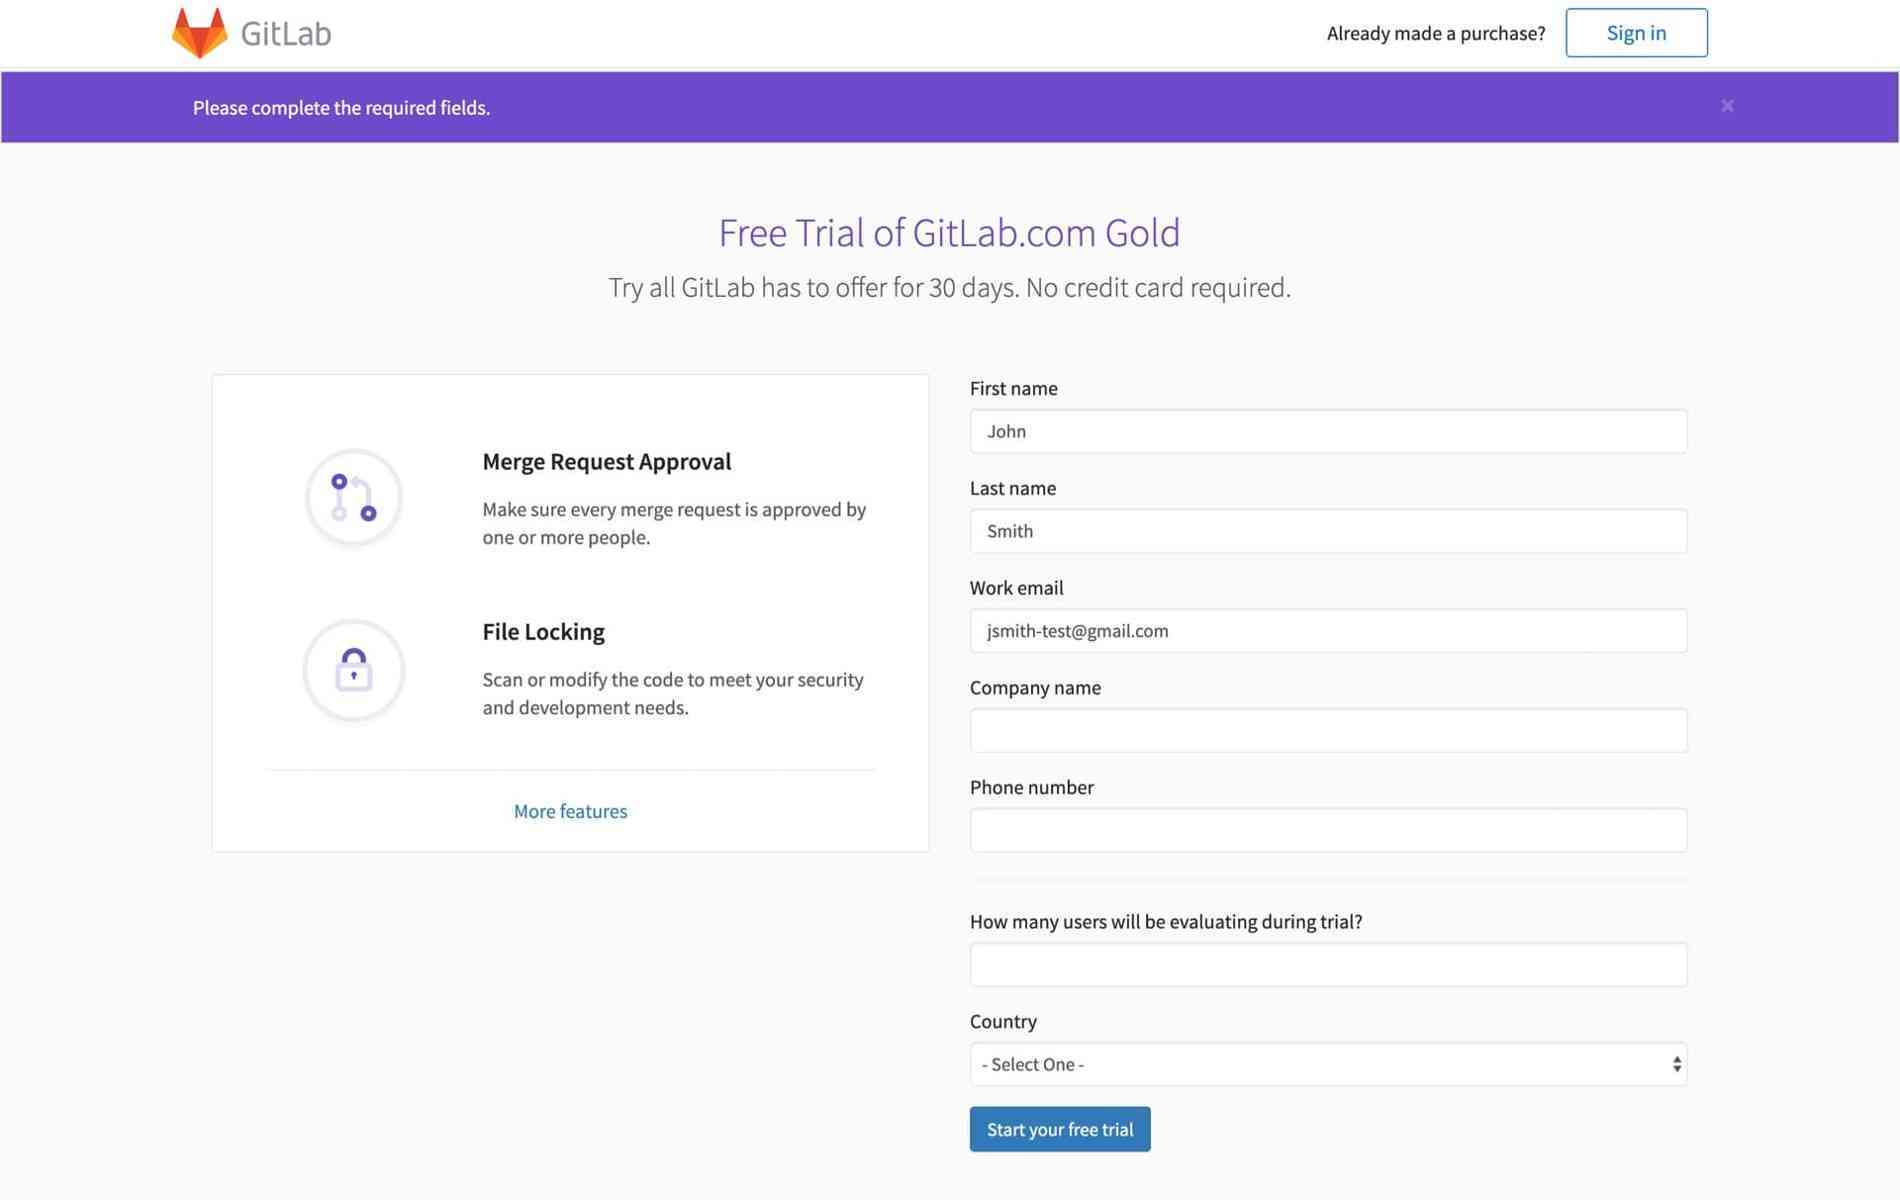 GitLab
Already made a purchase?
Sign in
Please complete the required fields.
×
Free Trial of GitLab.com Gold
Try all GitLab has to offer for 30 days. No credit card required.
Merge Request Approval
Make sure every merge request is approved by
one or more people.
File Locking
Scan or modify the code to meet your security
and development needs.
More features
First name
John
Last name
Smith
Work email
jsmith-test@gmail.com
Company name
Phone number
How many users will be evaluating during trial?
Country
- Select One -
Start your free trial